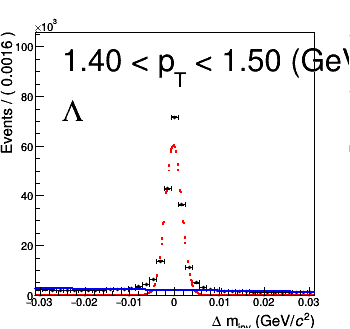 ×10³
1.40 < p_T < 1.50 (GeV
Λ
Events / ( 0.0016 )
100
80
60
40
20
0
−0.03 −0.02 −0.01 0 0.01 0.02 0.03
Δ m_inv (GeV/c²)